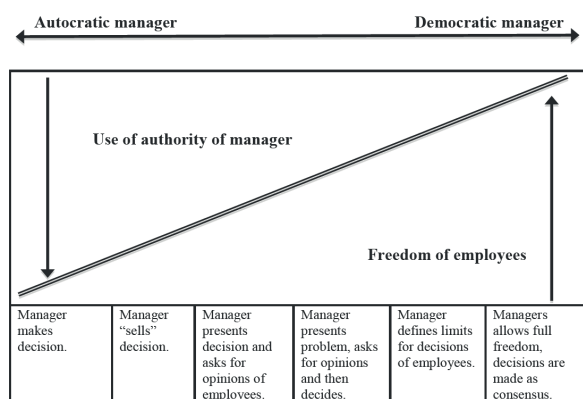 Autocratic manager
Democratic manager
Use of authority of manager
Freedom of employees
Manager
makes
decision.
Manager
“sells”
decision.
Manager
presents
decision and
asks for
opinions of
employees.
Manager
presents
problem, asks
for opinions
and then
decides.
Manager
defines limits
for decisions
of employees.
Managers
allows full
freedom,
decisions are
made as
consensus.